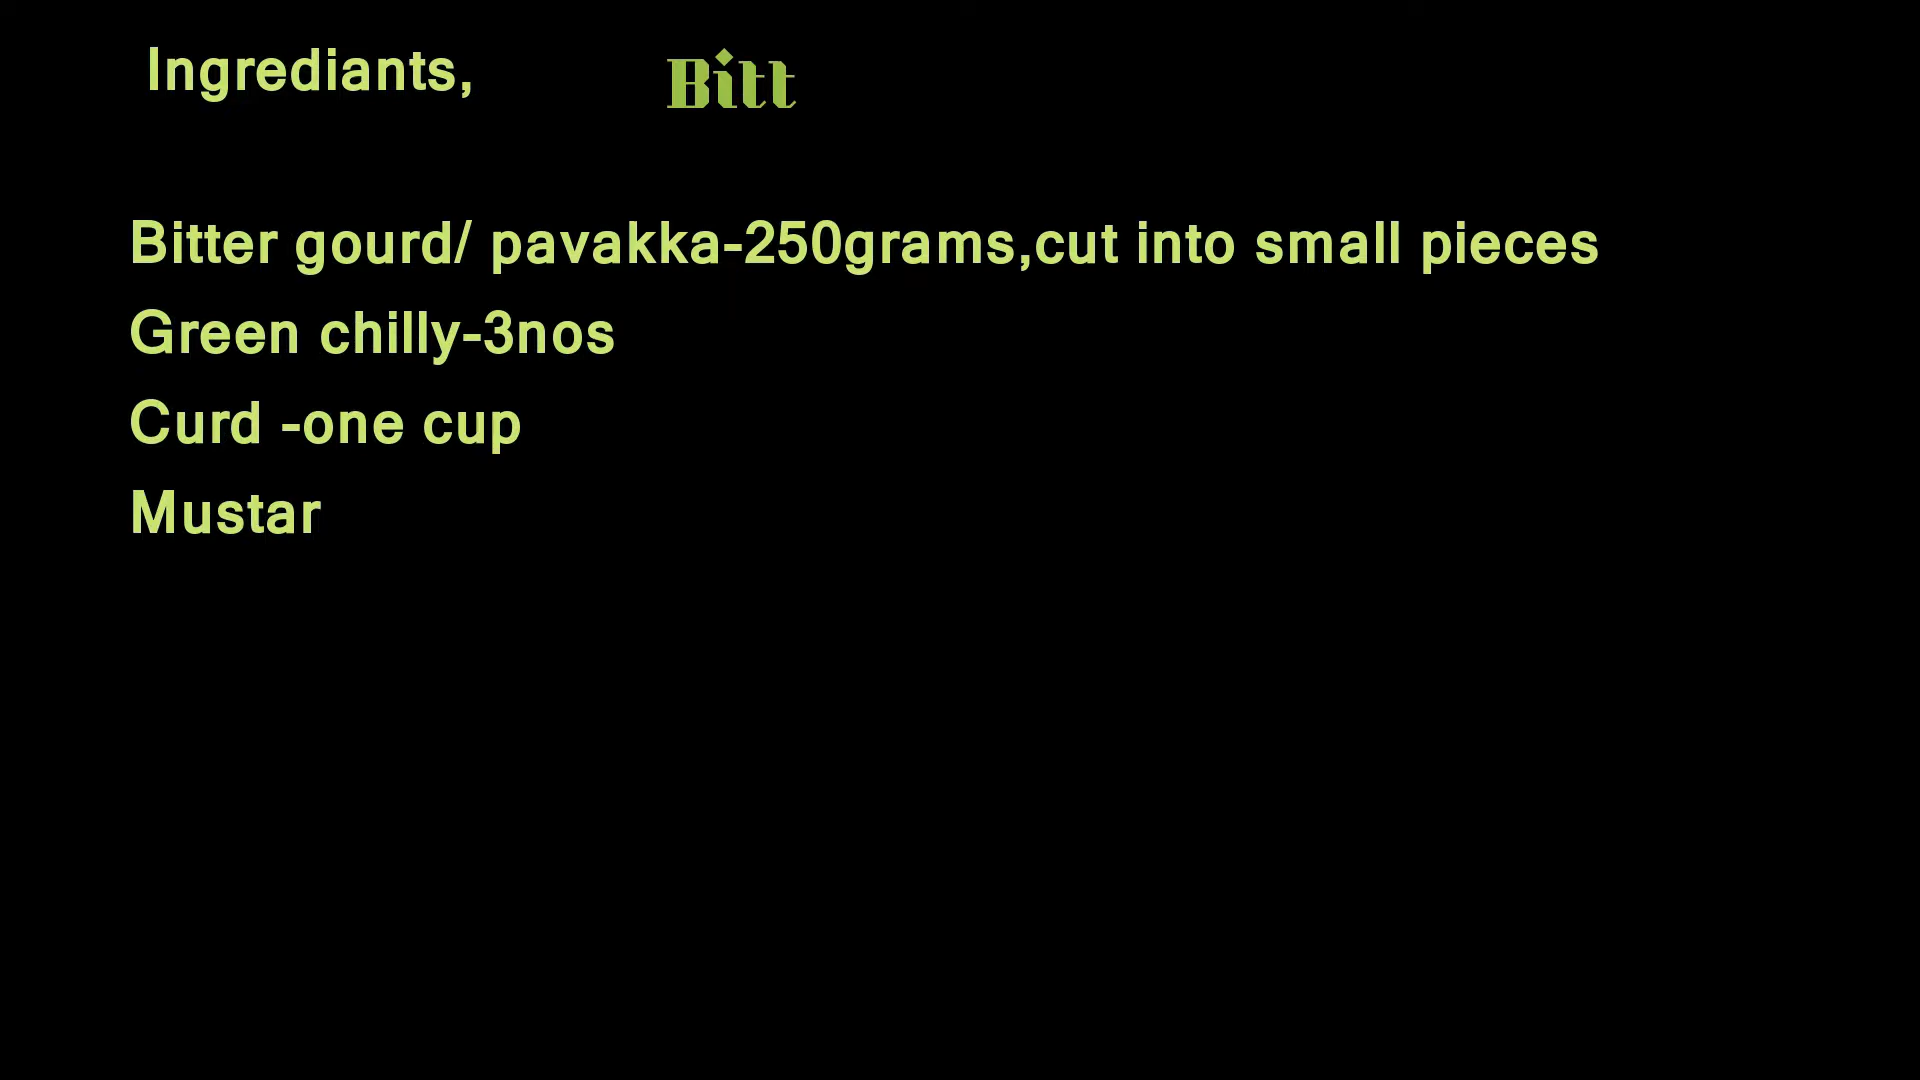 Ingrediants, Bitt
Bitter gourd/ pavakka-250grams,cut into small pieces
Green chilly-3nos
Curd -one cup
Mustar